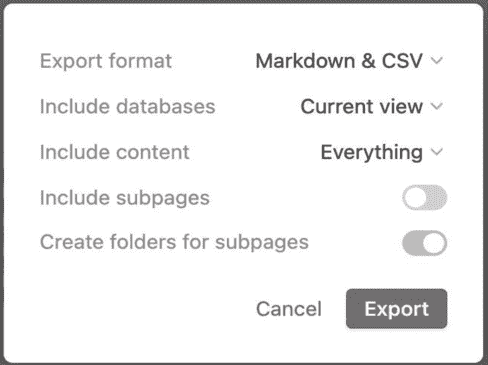 Export format Markdown & CSV
Include databases Current view
Include content Everything
Include subpages
Create folders for subpages
Cancel Export